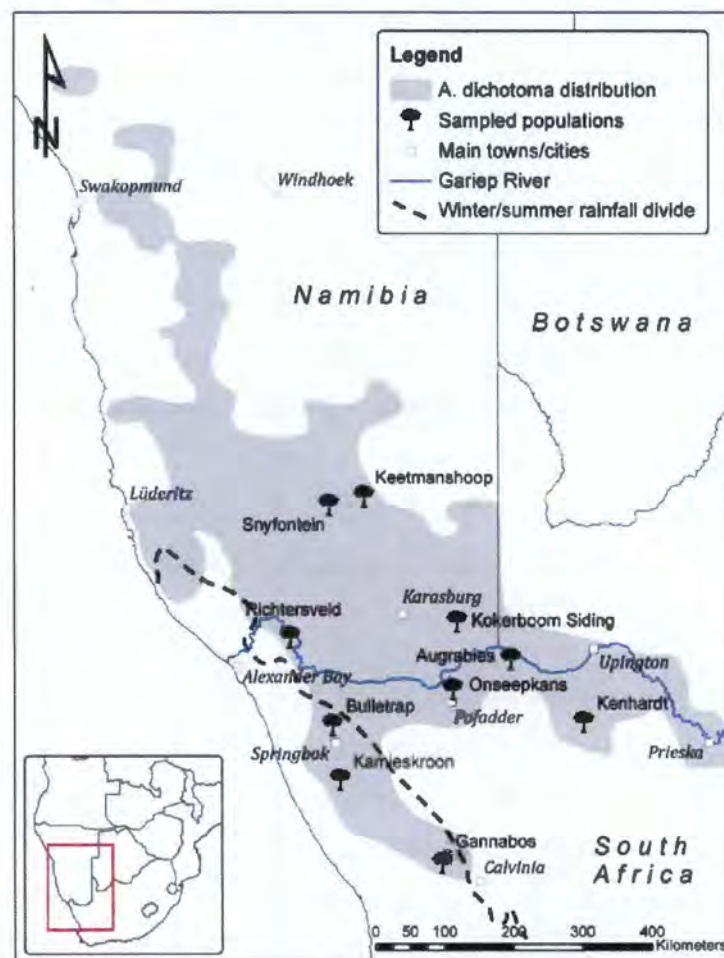 Legend
A. dichotoma distribution
Sampled populations
Main towns/cities
Gariep River
Winter/summer rainfall divide
N
Swakopmund
Windhoek
Namibia
Botswana
Keetmanshoop
Lüderitz
Snyfontein
Karasburg
Richtersveld
Kokerboom Siding
Augrabies
Upington
Alexander Bay
Onseepkans
Bulletrap
Pofadder
Kenhardt
Springbok
Prieska
Kamieskroon
Gannabos
South
Africa
Calvinia
0 50 100 200 300 400
Kilometers